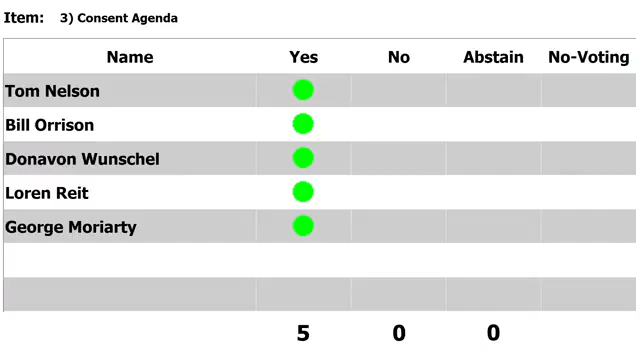 Item: 3) Consent Agenda
Name Yes No Abstain No-Voting
Tom Nelson
Bill Orrison
Donavon Wunschel
Loren Reit
George Moriarty
5 0 0